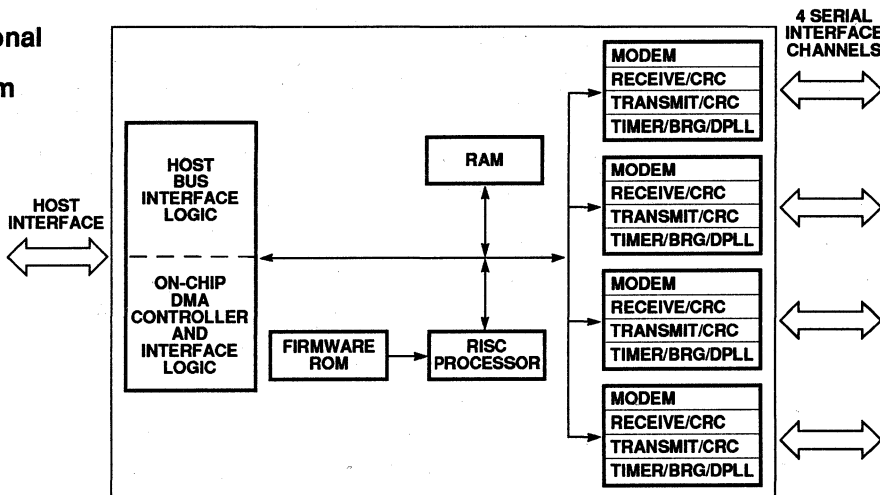 onal
m
4 SERIAL
INTERFACE
CHANNELS
HOST
INTERFACE
HOST
BUS
INTERFACE
LOGIC
ON-CHIP
DMA
CONTROLLER
AND
INTERFACE
LOGIC
RAM
FIRMWARE
ROM
RISC
PROCESSOR
MODEM
RECEIVE/CRC
TRANSMIT/CRC
TIMER/BRG/DPLL
MODEM
RECEIVE/CRC
TRANSMIT/CRC
TIMER/BRG/DPLL
MODEM
RECEIVE/CRC
TRANSMIT/CRC
TIMER/BRG/DPLL
MODEM
RECEIVE/CRC
TRANSMIT/CRC
TIMER/BRG/DPLL